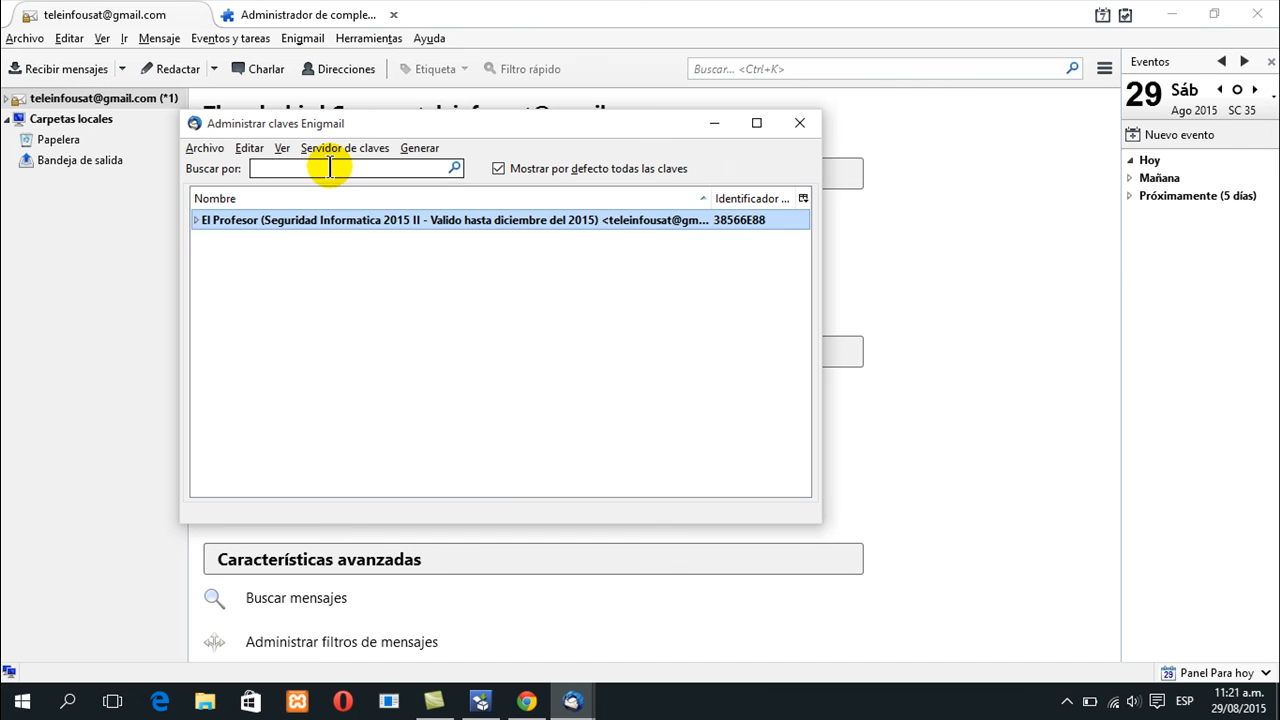 teleinfousat@gmail.com
Administrador de comple...
Archivo Editar Ver Ir Mensaje Eventos y tareas Enigmail Herramientas Ayuda
Recibir mensajes Redactar Charlar Direcciones Etiqueta Filtro rápido Buscar... <Ctrl+K>
Eventos
teleinfousat@gmail.com (*1)
Carpetas locales
Papelera
Bandeja de salida
29 Sáb
Ago 2015 SC 35
Nuevo evento
Hoy
Mañana
Próximamente (5 días)
Administrar claves Enigmail
Archivo Editar Ver Servidor de claves Generar
Buscar por: Mostrar por defecto todas las claves
Nombre Identificador ...
El Profesor (Seguridad Informatica 2015 II - Valido hasta diciembre del 2015) <teleinfousat@gm... 38566E88
Características avanzadas
Buscar mensajes
Administrar filtros de mensajes
29 Panel Para hoy
ESP
11:21 a.m.
29/08/2015